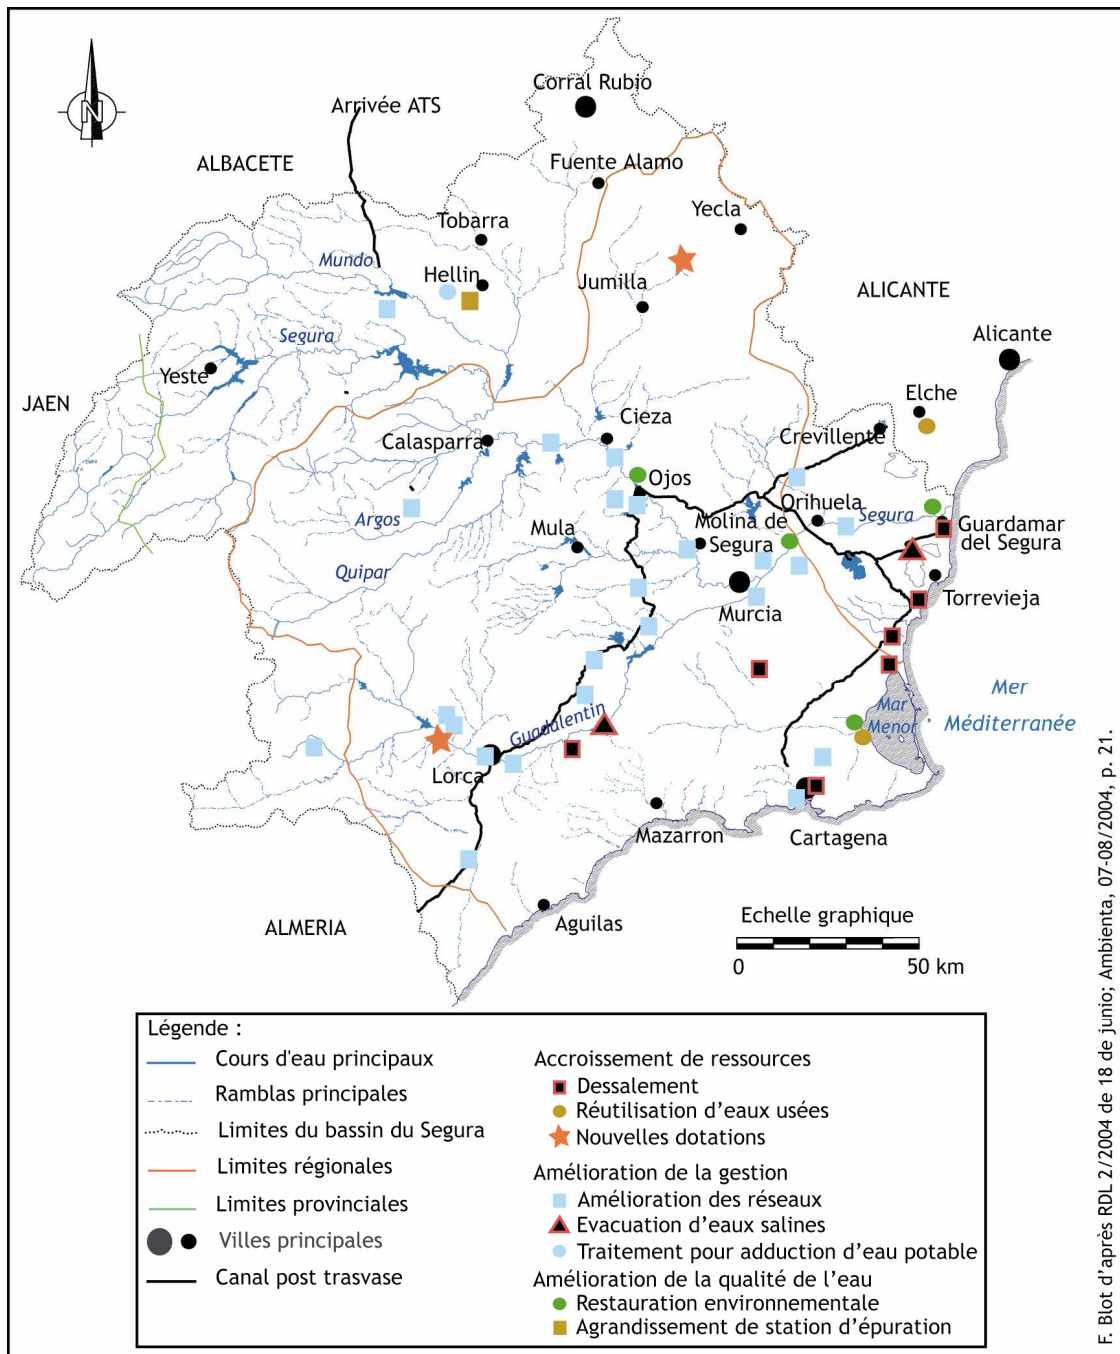 N
Arrivée ATS
Corral Rubio
ALBACETE
Fuente Alamo
Yecla
Tobarra
Mundo
Hellin
Jumilla
ALICANTE
Segura
Alicante
Yeste
JAEN
Elche
Cieza
Calasparra
Crevillente
Ojos
Argos
Orihuela
Segura
Mula
Molina de
Segura
Guardamar
del Segura
Quipar
Murcia
Torrevieja
Mer
Méditerranée
Mar
Menor
Guadalentin
Lorca
Mazarron
Cartagena
ALMERIA
Aguilas
Echelle graphique
0 50 km
Légende :
Cours d'eau principaux
Ramblas principales
Limites du bassin du Segura
Limites régionales
Limites provinciales
Villes principales
Canal post trasvase
Accroissement de ressources
Dessalement
Réutilisation d’eaux usées
Nouvelles dotations
Amélioration de la gestion
Amélioration des réseaux
Evacuation d’eaux salines
Traitement pour adduction d’eau potable
Amélioration de la qualité de l’eau
Restauration environnementale
Agrandissement de station d’épuration
F. Blot d’après RDL 2/2004 de 18 de junio; Ambienta, 07-08/2004, p. 21.